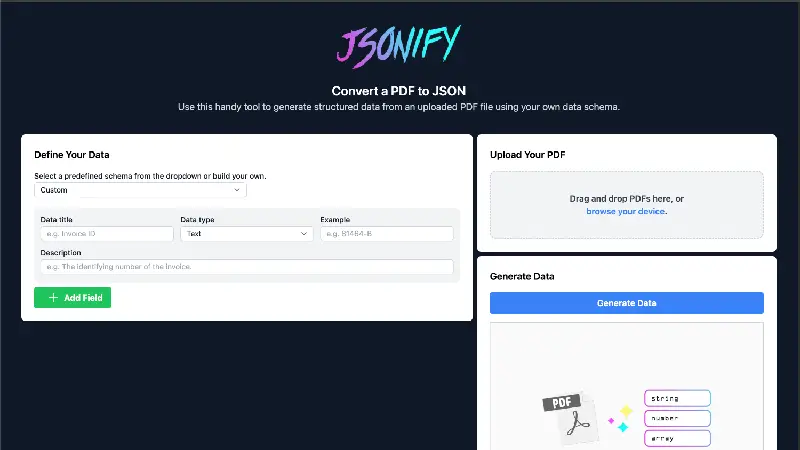 JSONIFY
Convert a PDF to JSON
Use this handy tool to generate structured data from an uploaded PDF file using your own data schema.
Define Your Data
Select a predefined schema from the dropdown or build your own.
Custom
Data title
Data type
Example
e.g. Invoice ID
Text
e.g. B1464-B
Description
e.g. The identifying number of the invoice.
+ Add Field
Upload Your PDF
Drag and drop PDFs here, or
browse your device.
Generate Data
Generate Data
PDF
string
number
array